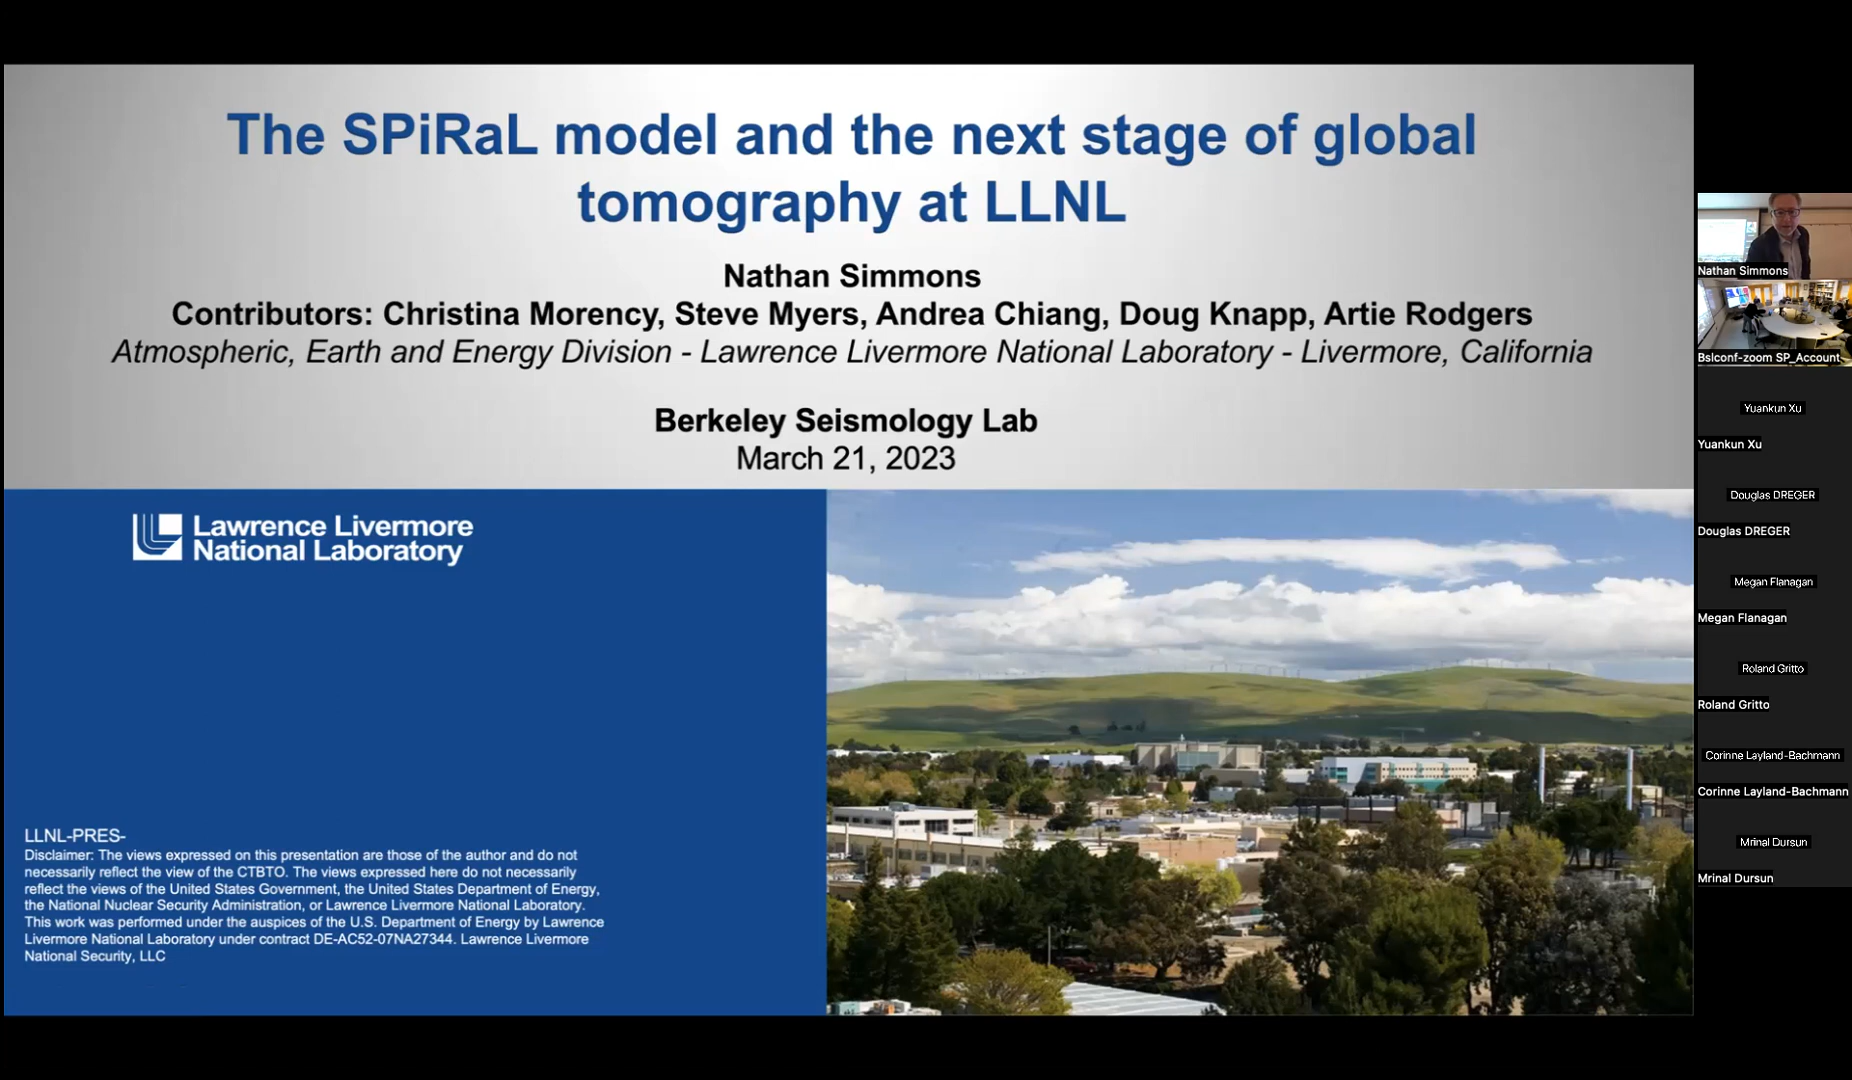 The SPiRaL model and the next stage of global
tomography at LLNL
Nathan Simmons
Contributors: Christina Morency, Steve Myers, Andrea Chiang, Doug Knapp, Artie Rodgers
Atmospheric, Earth and Energy Division - Lawrence Livermore National Laboratory - Livermore, California
Berkeley Seismology Lab
March 21, 2023
Lawrence Livermore
National Laboratory
LLNL-PRES-
Disclaimer: The views expressed on this presentation are those of the author and do not
necessarily reflect the view of the CTBTO. The views expressed here do not necessarily
reflect the views of the United States Government, the United States Department of Energy,
the National Nuclear Security Administration, or Lawrence Livermore National Laboratory.
This work was performed under the auspices of the U.S. Department of Energy by Lawrence
Livermore National Laboratory under contract DE-AC52-07NA27344. Lawrence Livermore
National Security, LLC
Nathan Simmons
Bslconf-zoom SP_Account
Yuankun Xu
Yuankun Xu
Douglas DREGER
Douglas DREGER
Megan Flanagan
Megan Flanagan
Roland Gritto
Roland Gritto
Corinne Layland-Bachmann
Corinne Layland-Bachmann
Mrinal Dursun
Mrinal Dursun